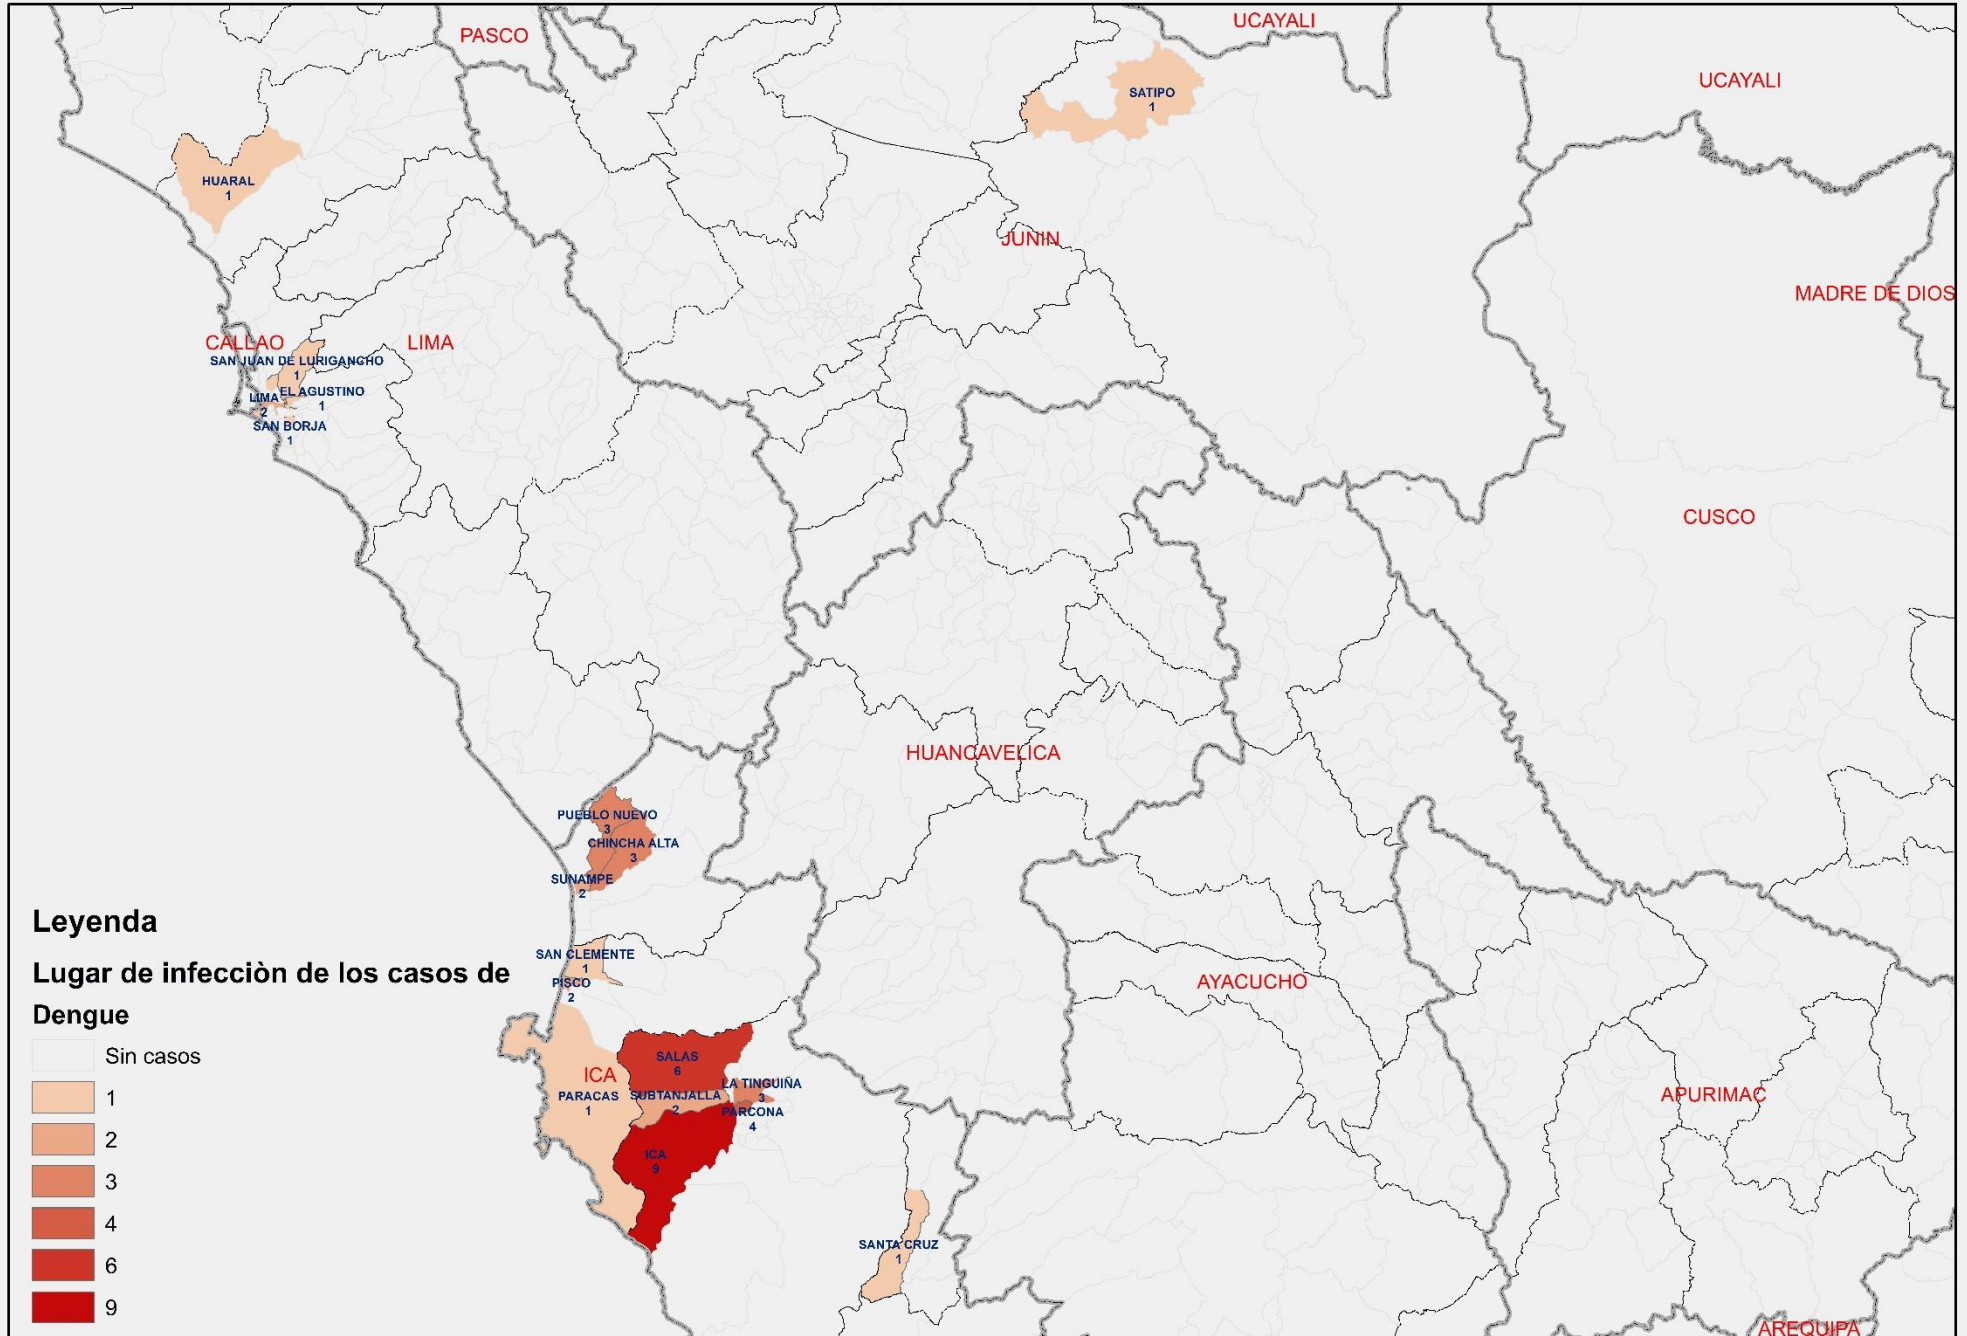 PASCO
UCAYALI
UCAYALI
SATIPO
1
HUARAL
1
JUNIN
MADRE DE DIOS
CALLAO
LIMA
SAN JUAN DE LURIGANCHO
1
EL AGUSTINO
1
LIMA
2
SAN BORJA
1
CUSCO
HUANCAVELICA
PUEBLO NUEVO
3
CHINCHA ALTA
3
SUNAMPE
2
SAN CLEMENTE
1
PISCO
2
AYACUCHO
SALAS
6
ICA
PARACAS
1
SUBTANJALLA
2
LA TINGUIÑA
3
PARCONA
4
APURIMAC
ICA
9
SANTA CRUZ
1
AREQUIPA
Leyenda
Lugar de infecciòn de los casos de
Dengue
Sin casos
1
2
3
4
6
9